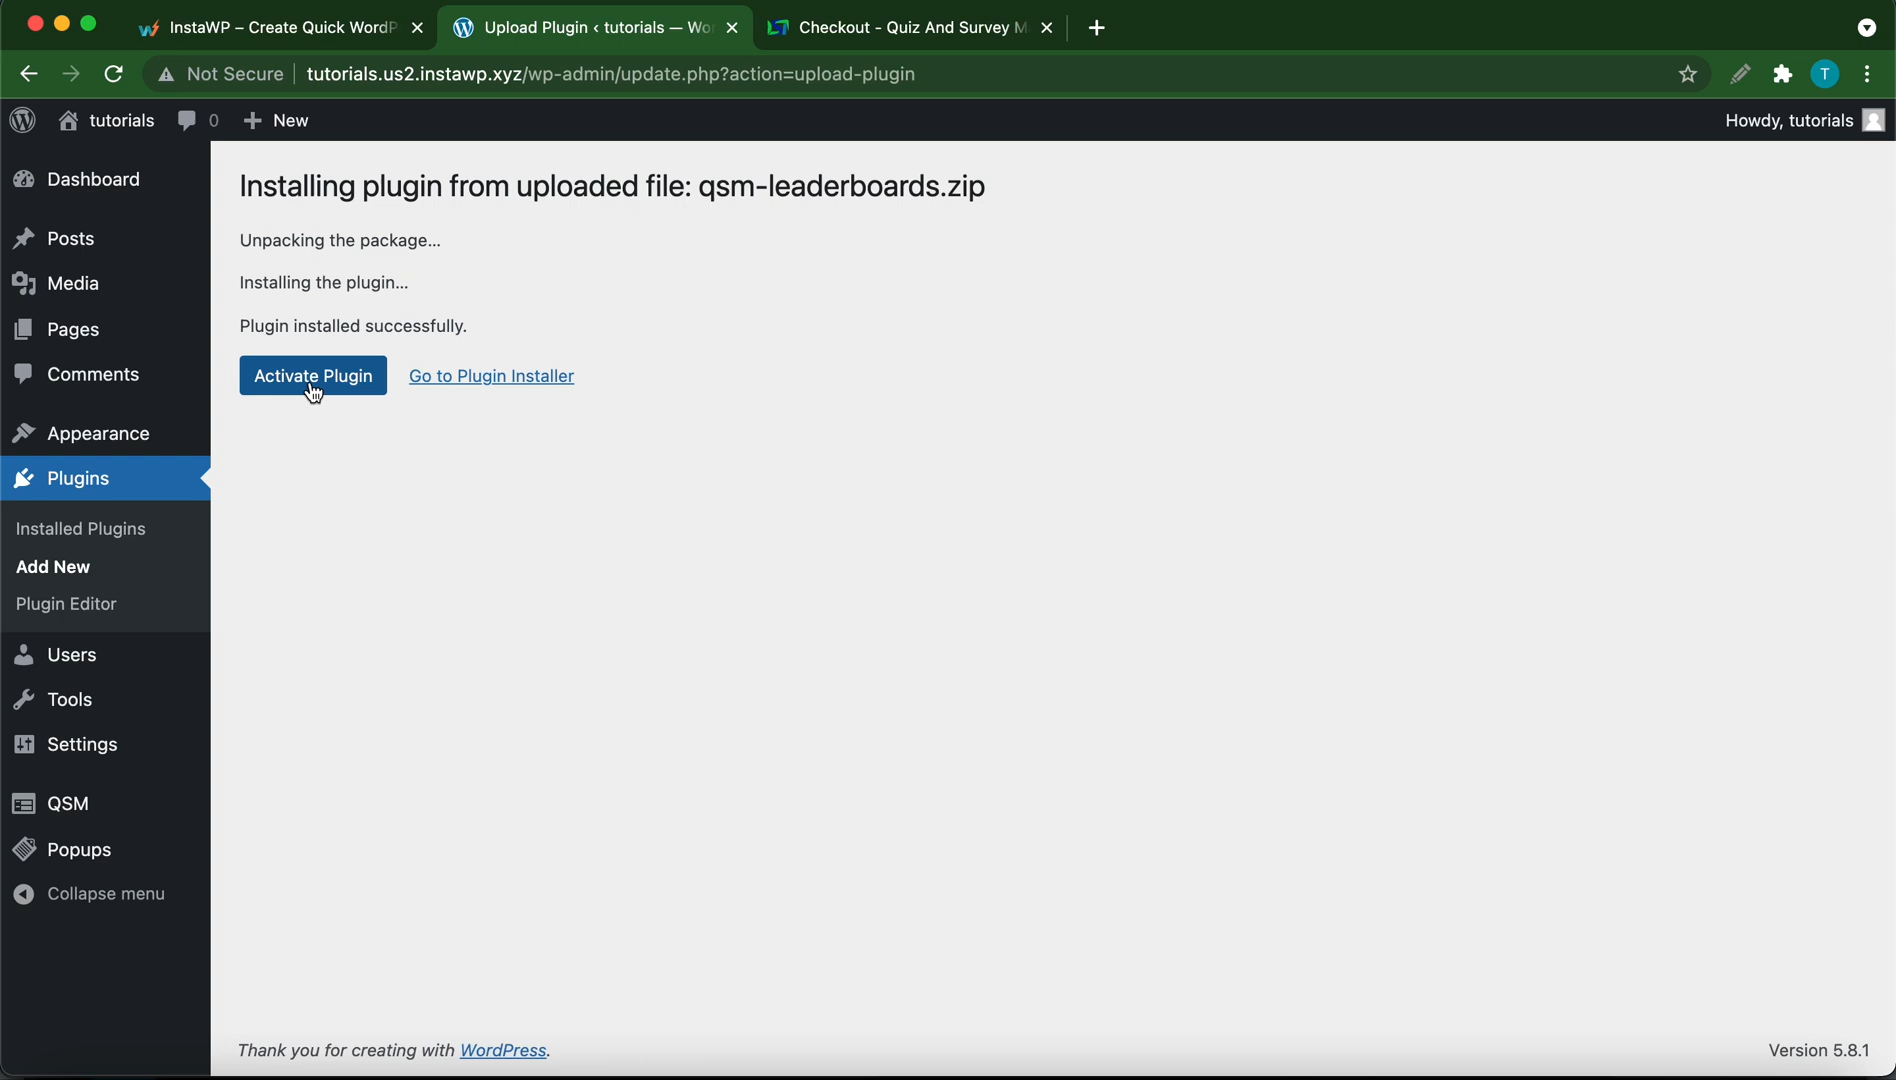 InstaWP – Create Quick WordP
Upload Plugin ‹ tutorials — Wo
Checkout - Quiz And Survey M
Not Secure
tutorials.us2.instawp.xyz/wp-admin/update.php?action=upload-plugin
T
tutorials
0
New
Howdy, tutorials
Dashboard
Posts
Media
Pages
Comments
Appearance
Plugins
Installed Plugins
Add New
Plugin Editor
Users
Tools
Settings
QSM
Popups
Collapse menu
Installing plugin from uploaded file: qsm-leaderboards.zip
Unpacking the package...
Installing the plugin...
Plugin installed successfully.
Activate Plugin
Go to Plugin Installer
Thank you for creating with WordPress.
Version 5.8.1